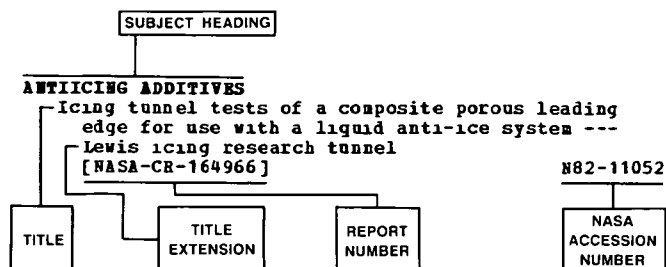 SUBJECT HEADING
ANTIICING ADDITIVES
Icing tunnel tests of a composite porous leading
edge for use with a liquid anti-ice system ---
Lewis icing research tunnel
[NASA-CR-164966] N82-11052
TITLE
TITLE EXTENSION
REPORT NUMBER
NASA ACCESSION NUMBER